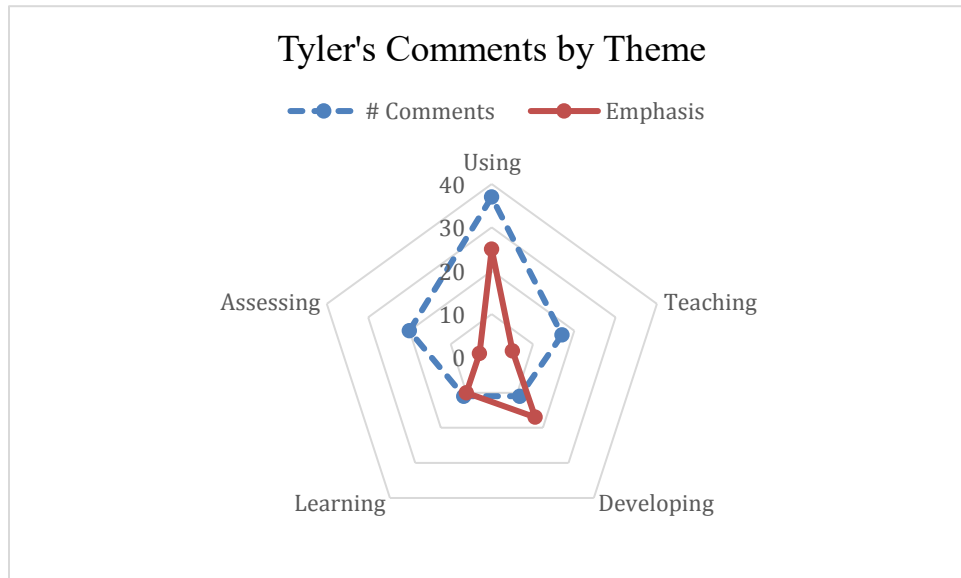 Tyler's Comments by Theme
# Comments Emphasis
Using
40
30
20
10
0
Assessing Teaching
Learning Developing